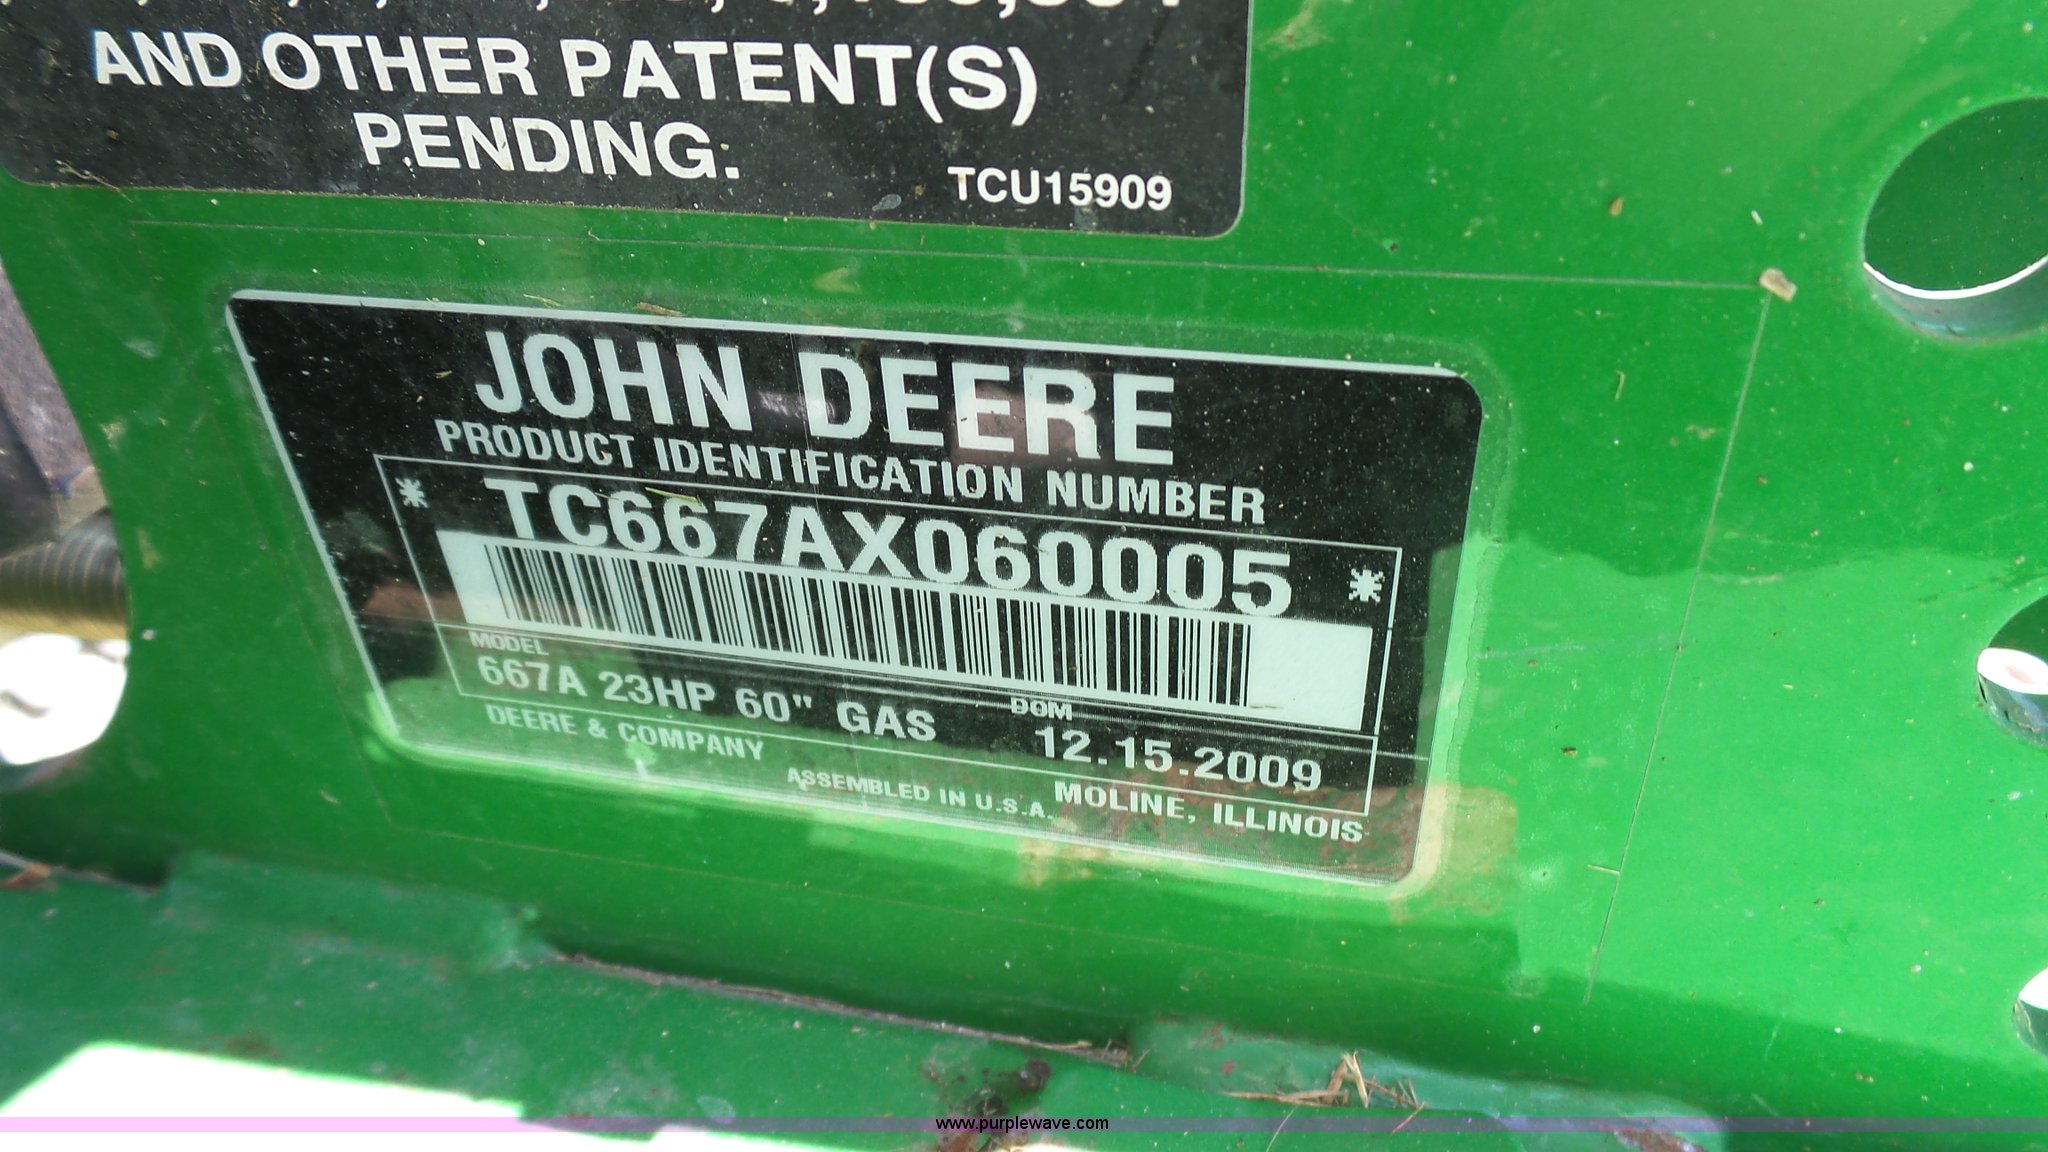 AND OTHER PATENT(S)
PENDING.
TCU15909
JOHN DEERE
PRODUCT IDENTIFICATION NUMBER
* TC667AX060005 *
MODEL
667A 23HP 60" GAS
DOM
12.15.2009
DEERE & COMPANY
MOLINE, ILLINOIS
ASSEMBLED IN U.S.A.
www.purplewave.com